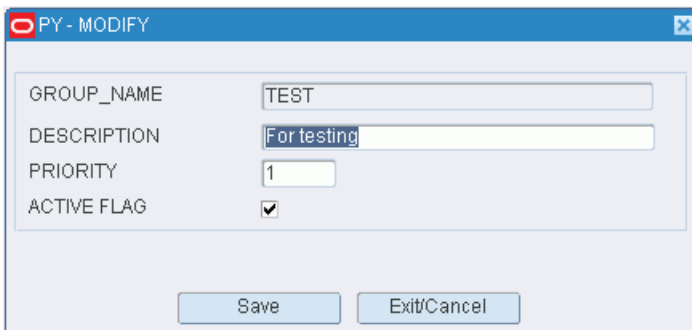 PY - MODIFY
GROUP_NAME TEST
DESCRIPTION For testing
PRIORITY 1
ACTIVE FLAG
Save Exit/Cancel